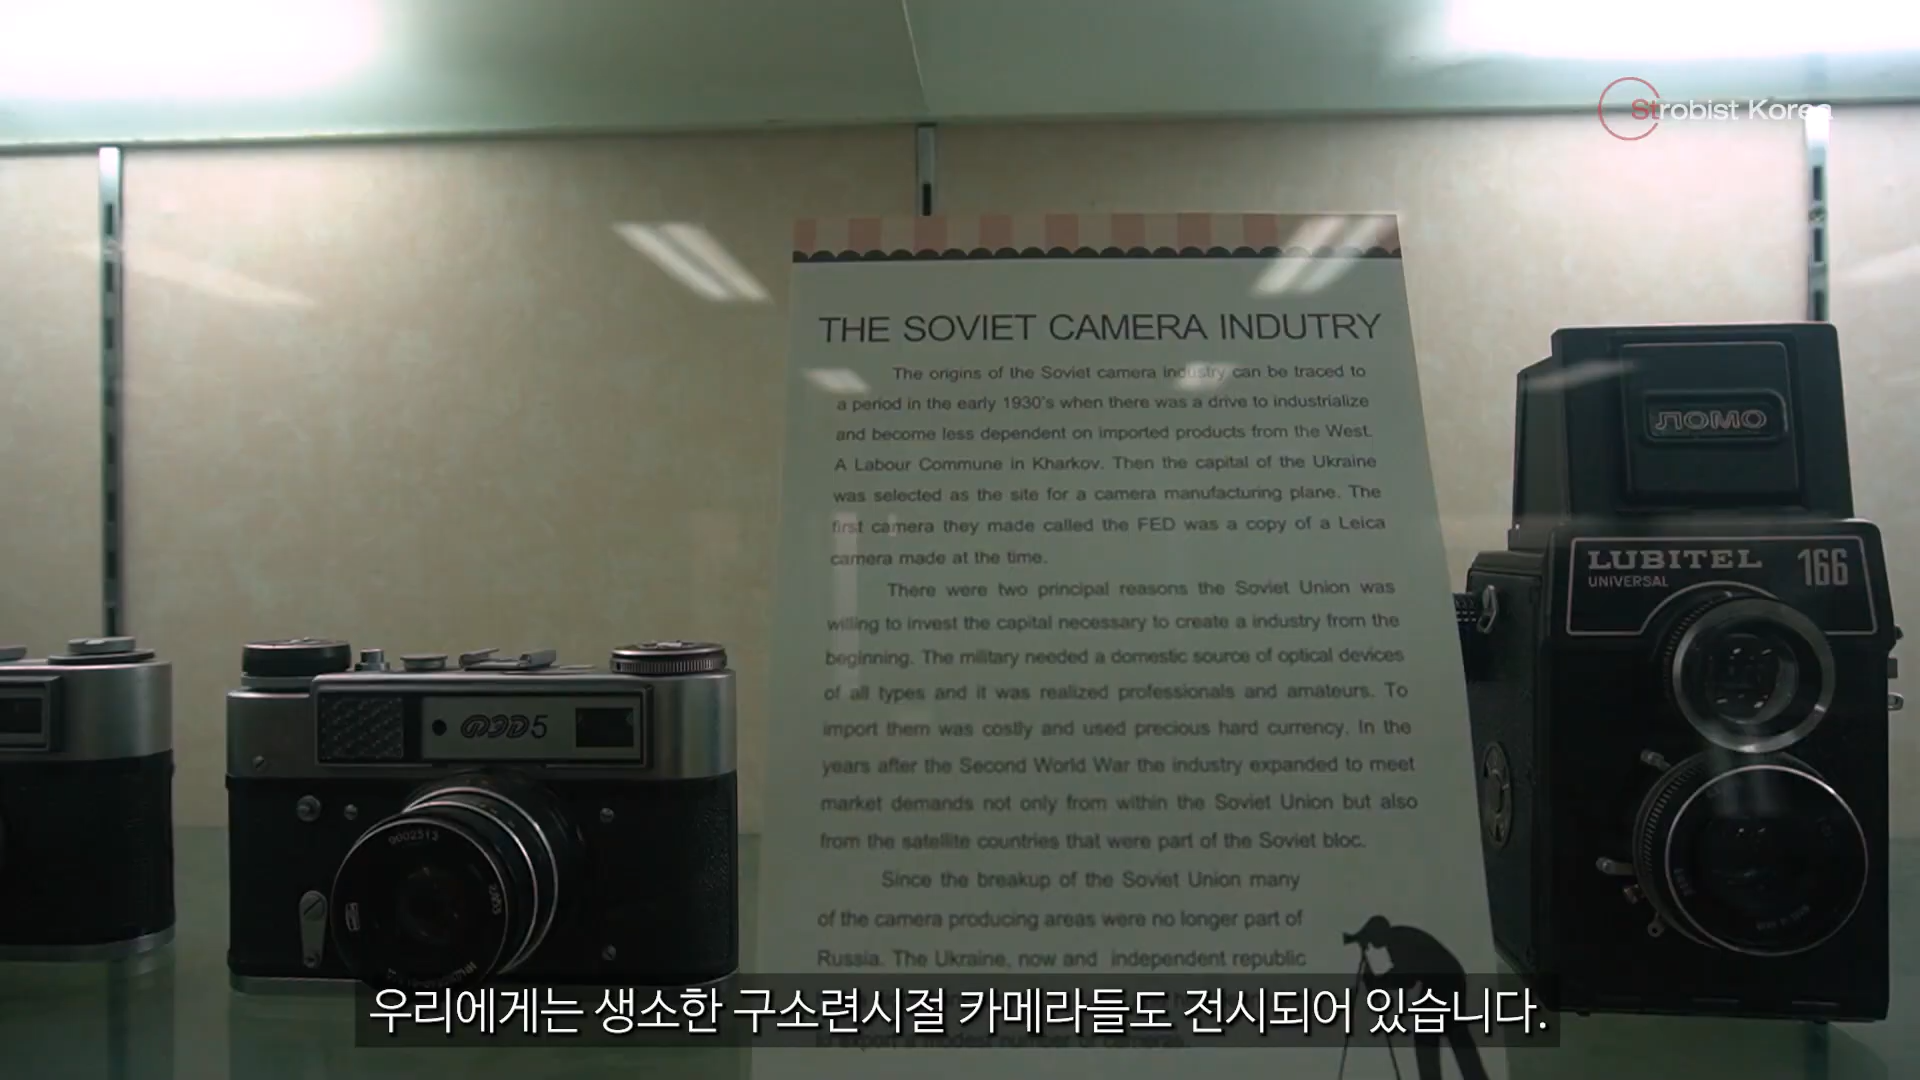 Strobist Korea
THE SOVIET CAMERA INDUTRY
The origins of the Soviet camera industry can be traced to
a period in the early 1930's when there was a drive to industrialize
and become less dependent on imported products from the West.
A Labour Commune in Kharkov. Then the capital of the Ukraine
was selected as the site for a camera manufacturing plane. The
first camera they made called the FED was a copy of a Leica
camera made at the time.
There were two principal reasons the Soviet Union was
willing to invest the capital necessary to create a industry from the
beginning. The military needed a domestic source of optical devices
of all types and it was realized professionals and amateurs. To
import them was costly and used precious hard currency. In the
years after the Second World War the industry expanded to meet
market demands not only from within the Soviet Union but also
from the satellite countries that were part of the Soviet bloc.
Since the breakup of the Soviet Union many
of the camera producing areas were no longer part of
Russia. The Ukraine, now and independent republic
to export a modest number of cameras.
ФЭД5
0002513
ЛОМО
LUBITEL 166
UNIVERSAL
우리에게는 생소한 구소련시절 카메라들도 전시되어 있습니다.